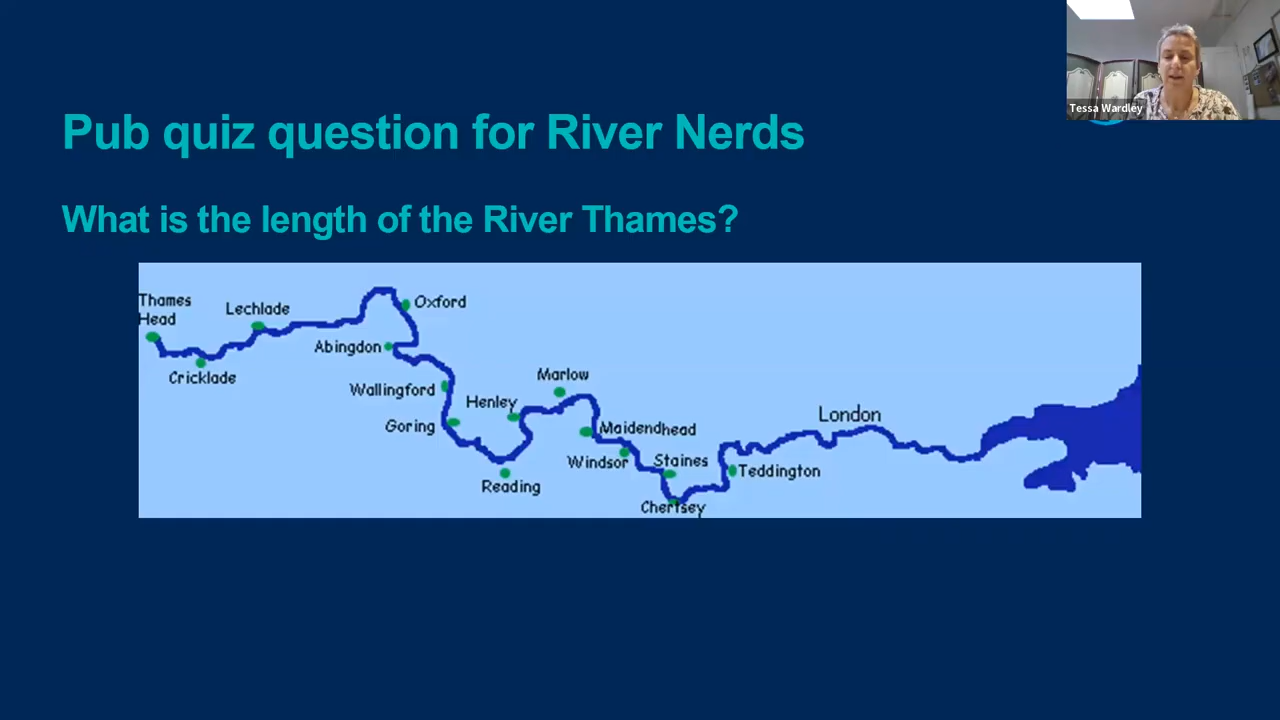 Tessa Wardley
Pub quiz question for River Nerds
What is the length of the River Thames?
Thames
Head
Lechlade
Oxford
Cricklade
Abingdon
Wallingford
Goring
Henley
Marlow
Reading
Maidendhead
Windsor
Staines
Chertsey
Teddington
London